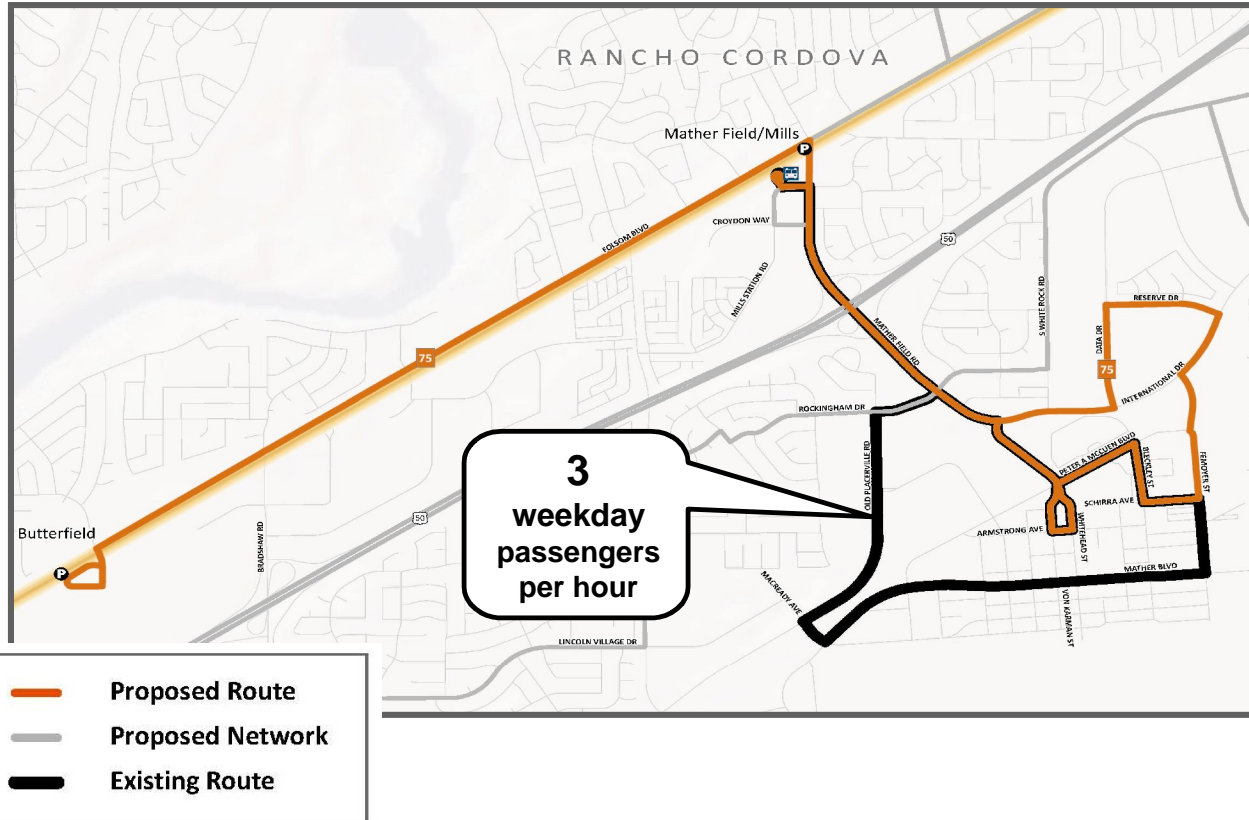 RANCHO CORDOVA
Mather Field/Mills
P
CROYDON WAY
FOLSOM BLVD
50
MILLS STATION RD
S WHITE ROCK RD
RESERVE DR
MATHER FIELD RD
DATA DR
75
75
INTERNATIONAL DR
ROCKINGHAM DR
PETER A MCCUEN BLVD
BLECKLEY ST
FEMOYER ST
OLD PLACERVILLE RD
SCHIRRA AVE
3
weekday
passengers
per hour
50
Butterfield
P
BRADSHAW RD
ARMSTRONG AVE
WHITEHEAD ST
MATHER BLVD
MACREADY AVE
VON KARMAN ST
LINCOLN VILLAGE DR
Proposed Route
Proposed Network
Existing Route